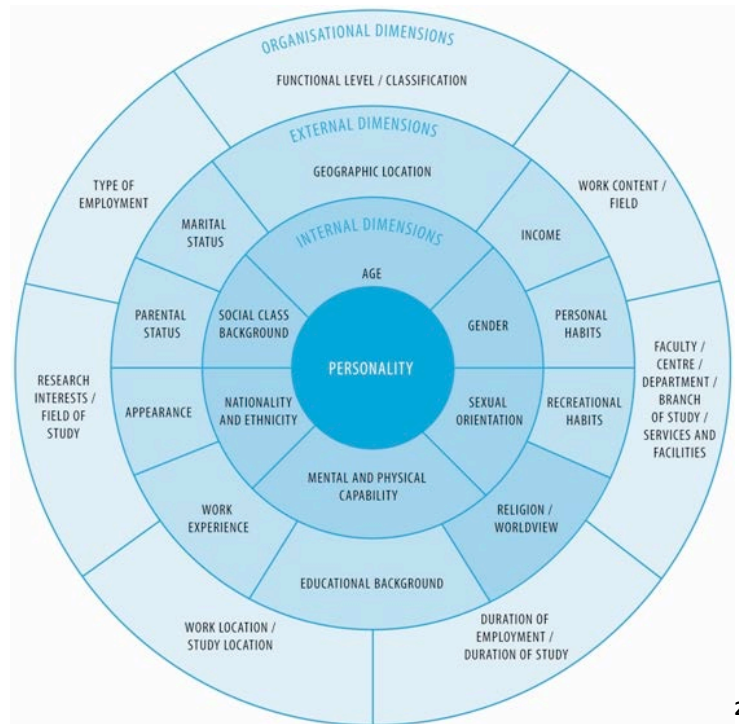 ORGANISATIONAL DIMENSIONS
FUNCTIONAL LEVEL / CLASSIFICATION
WORK CONTENT /
FIELD
FACULTY /
CENTRE /
DEPARTMENT /
BRANCH
OF STUDY /
SERVICES AND
FACILITIES
DURATION OF
EMPLOYMENT /
DURATION OF STUDY
WORK LOCATION /
STUDY LOCATION
RESEARCH
INTERESTS /
FIELD OF
STUDY
TYPE OF
EMPLOYMENT
EXTERNAL DIMENSIONS
GEOGRAPHIC LOCATION
INCOME
PERSONAL
HABITS
RECREATIONAL
HABITS
RELIGION /
WORLDVIEW
EDUCATIONAL BACKGROUND
WORK
EXPERIENCE
APPEARANCE
PARENTAL
STATUS
MARITAL
STATUS
INTERNAL DIMENSIONS
AGE
GENDER
SEXUAL
ORIENTATION
MENTAL AND PHYSICAL
CAPABILITY
NATIONALITY
AND ETHNICITY
SOCIAL CLASS
BACKGROUND
PERSONALITY
2